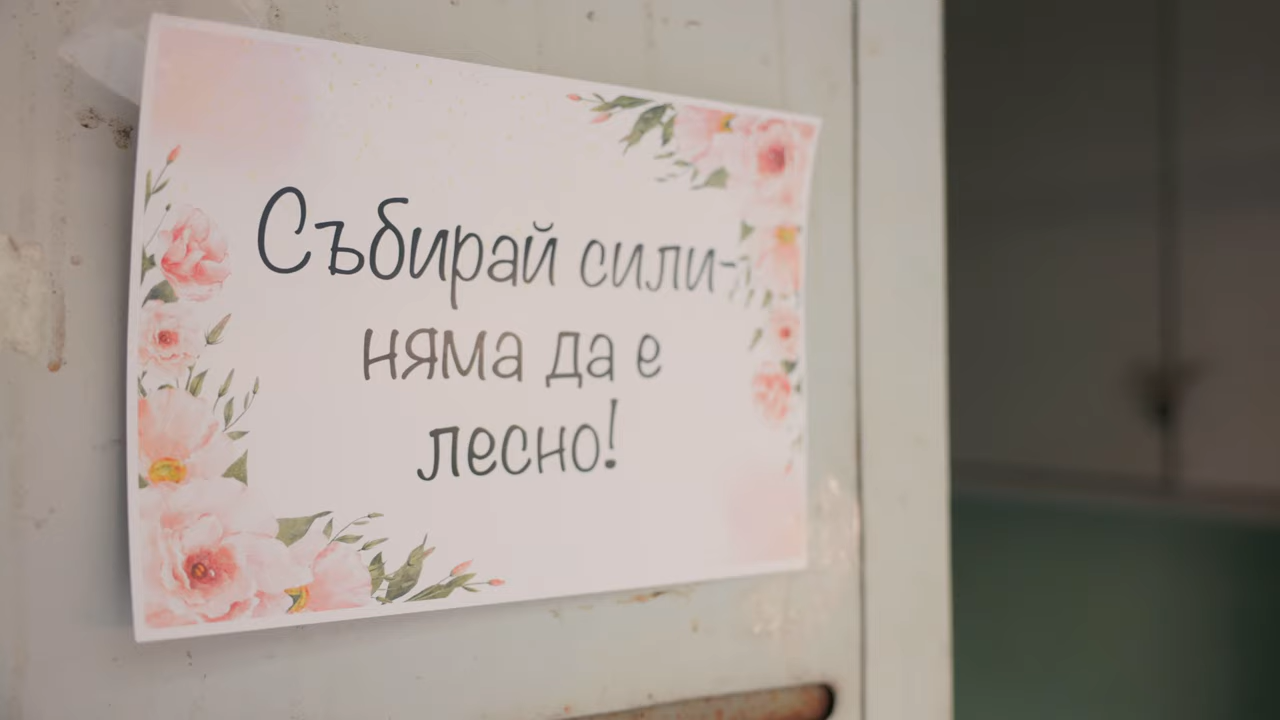 Събирай сили-
няма да е
лесно!